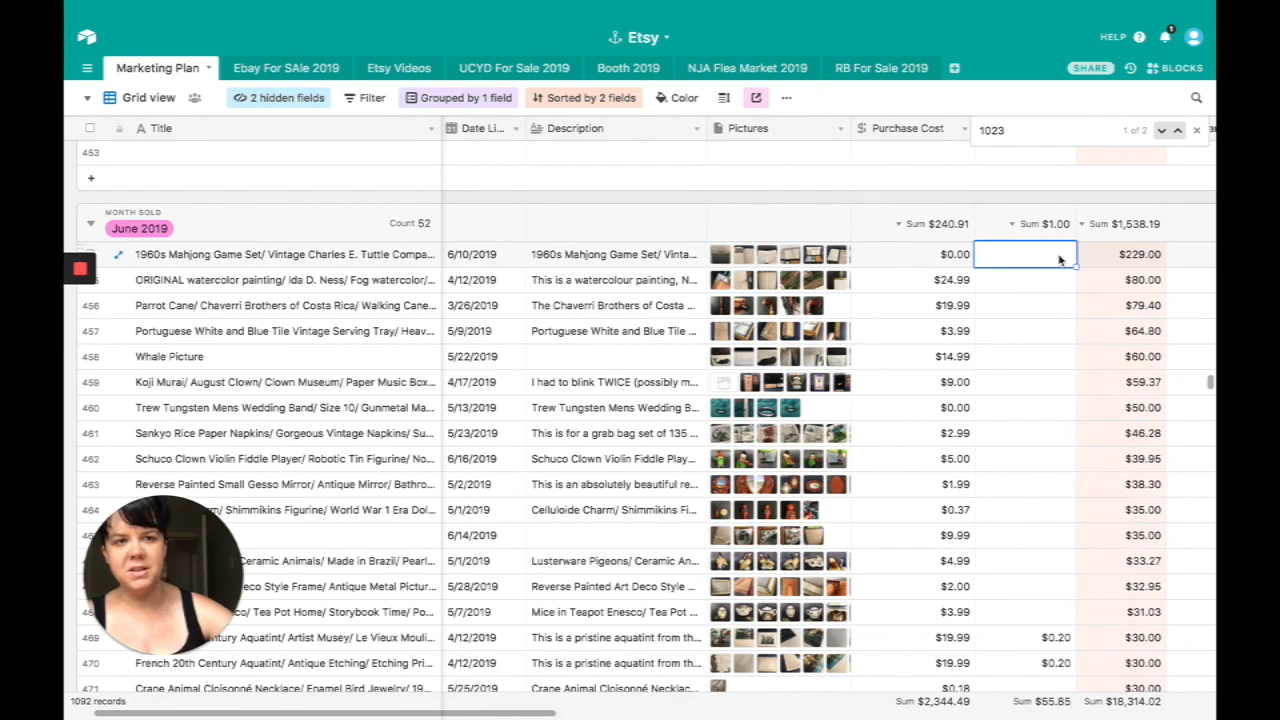 Etsy
HELP
1
Marketing Plan
Ebay For SAle 2019
Etsy Videos
UCYD For Sale 2019
Booth 2019
NJA Flea Market 2019
RB For Sale 2019
SHARE
BLOCKS
Grid view
2 hidden fields
Filter
Grouped by 1 field
Sorted by 2 fields
Color
Title
Date Li...
Description
Pictures
Purchase Cost
1023
1 of 2
453
+
MONTH SOLD
June 2019
Count 52
Sum $240.91
Sum $1.00
Sum $1,538.19
1960s Mahjong Game Set/ Vintage Charles E. Tuttle Compa... 6/10/2019 1960s Mahjong Game Set/ Vinta... $0.00 $229.00
ORIGINAL watercolor painting/ Ida D. Ness/ Fog watercolor/... 4/12/2019 This is a watercolour painting, N... $24.99 $80.00
456 Parrot Cane/ Chaverri Brothers of Costa Rica/ Walking Cane... 3/26/2019 The Chaverri Brothers of Costa ... $19.99 $79.40
457 Portuguese White and Blue Tile Vintage Serving Tray/ Heav... 5/9/2019 Portuguese White and Blue Tile ... $3.99 $64.80
458 Whale Picture 5/22/2019 $14.99 $60.00
459 Koji Murai/ August Clown/ Clown Museum/ Paper Music Box... 4/17/2019 I had to blink TWICE (possibly m... $9.00 $59.37
460 Trew Tungsten Mens Wedding Band/ Size 10/ Gunmetal Ma... 5/13/2019 Trew Tungsten Mens Wedding B... $0.00 $50.00
461 Sankyo Rice Paper Napkins/ Gorgeous Vintage Napkins/ Su... 5/23/2019 This is for a grab bag set of 135 ... $2.99 $46.28
462 Schuco Clown Violin Fiddle Player/ Robotic Tin Figurine/ No... 6/16/2019 Schuco Clown Violin Fiddle Play... $5.00 $39.95
463 Reverse Painted Small Gesso Mirror/ Antique Mirror/ Bathro... 5/2/2019 This is an absolutely beautiful re... $1.99 $38.30
464 Celluloide Charm/ Shimmikins Figurine/ World War 1 Era Dol... 5/1/2019 Celluloide Charm/ Shimmikins Fi... $0.37 $35.00
6/14/2019 $9.99 $35.00
Ceramic Animals/ Made in Brazil/ Parrel... 5/1/2019 Lusterware Pigeons/ Ceramic An... $4.99 $33.27
Deco Style Frame/ Antique Metal Pictur... 5/8/2019 Reverse Painted Art Deco Style ... $2.00 $32.55
Tea Pot Home/ Storybook Time/ Po... 5/7/2019 Mice in Teapot Enesco/ Tea Pot ... $3.99 $31.03
469 Century Aquatint/ Artist Musey/ Le Vieux Mouli... 4/12/2019 This is a pristine aquatint from th... $19.99 $0.20 $30.00
470 French 20th Century Aquatint/ Antique Etching/ Etching Pri... 4/12/2019 This is a pristine aquatint from th... $19.99 $0.20 $30.00
471 Crane Animal Cloisonné Necklace/ Enamel Bird Jewelry/ 19... 5/25/2019 Crane Animal Cloisonné Necklac... $0.18 $30.00
1092 records
Sum $2,344.49
Sum $55.85
Sum $18,314.02